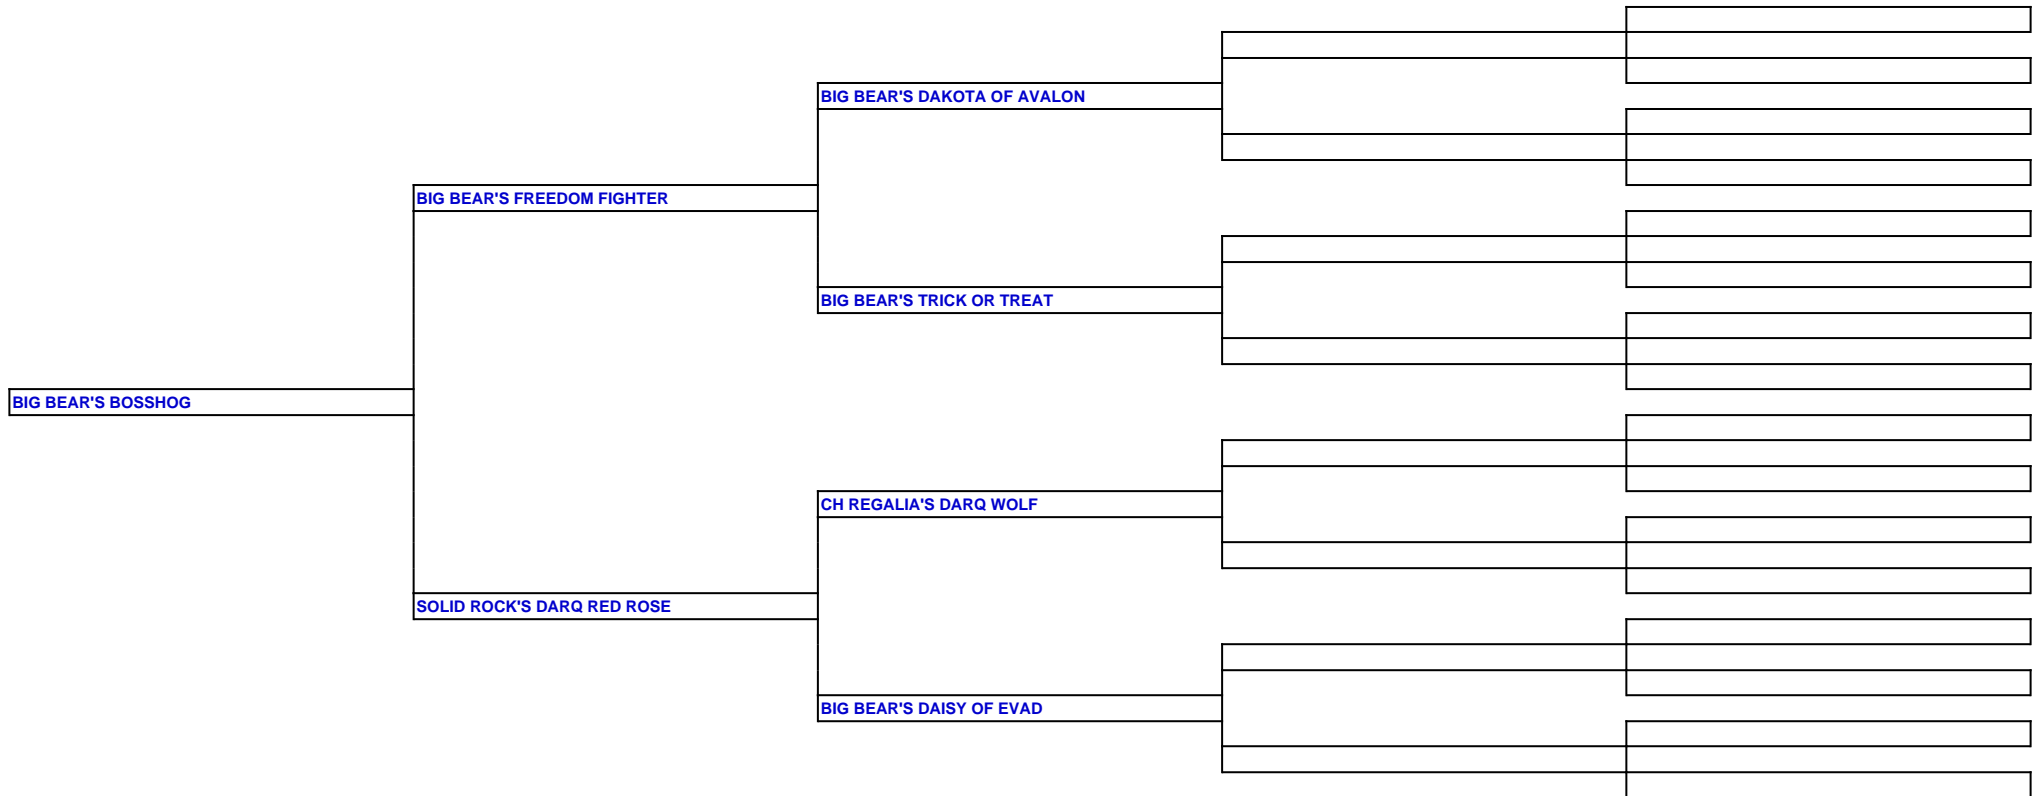 BIG BEAR'S DAKOTA OF AVALON
BIG BEAR'S FREEDOM FIGHTER
BIG BEAR'S TRICK OR TREAT
BIG BEAR'S BOSSHOG
CH REGALIA'S DARQ WOLF
SOLID ROCK'S DARQ RED ROSE
BIG BEAR'S DAISY OF EVAD